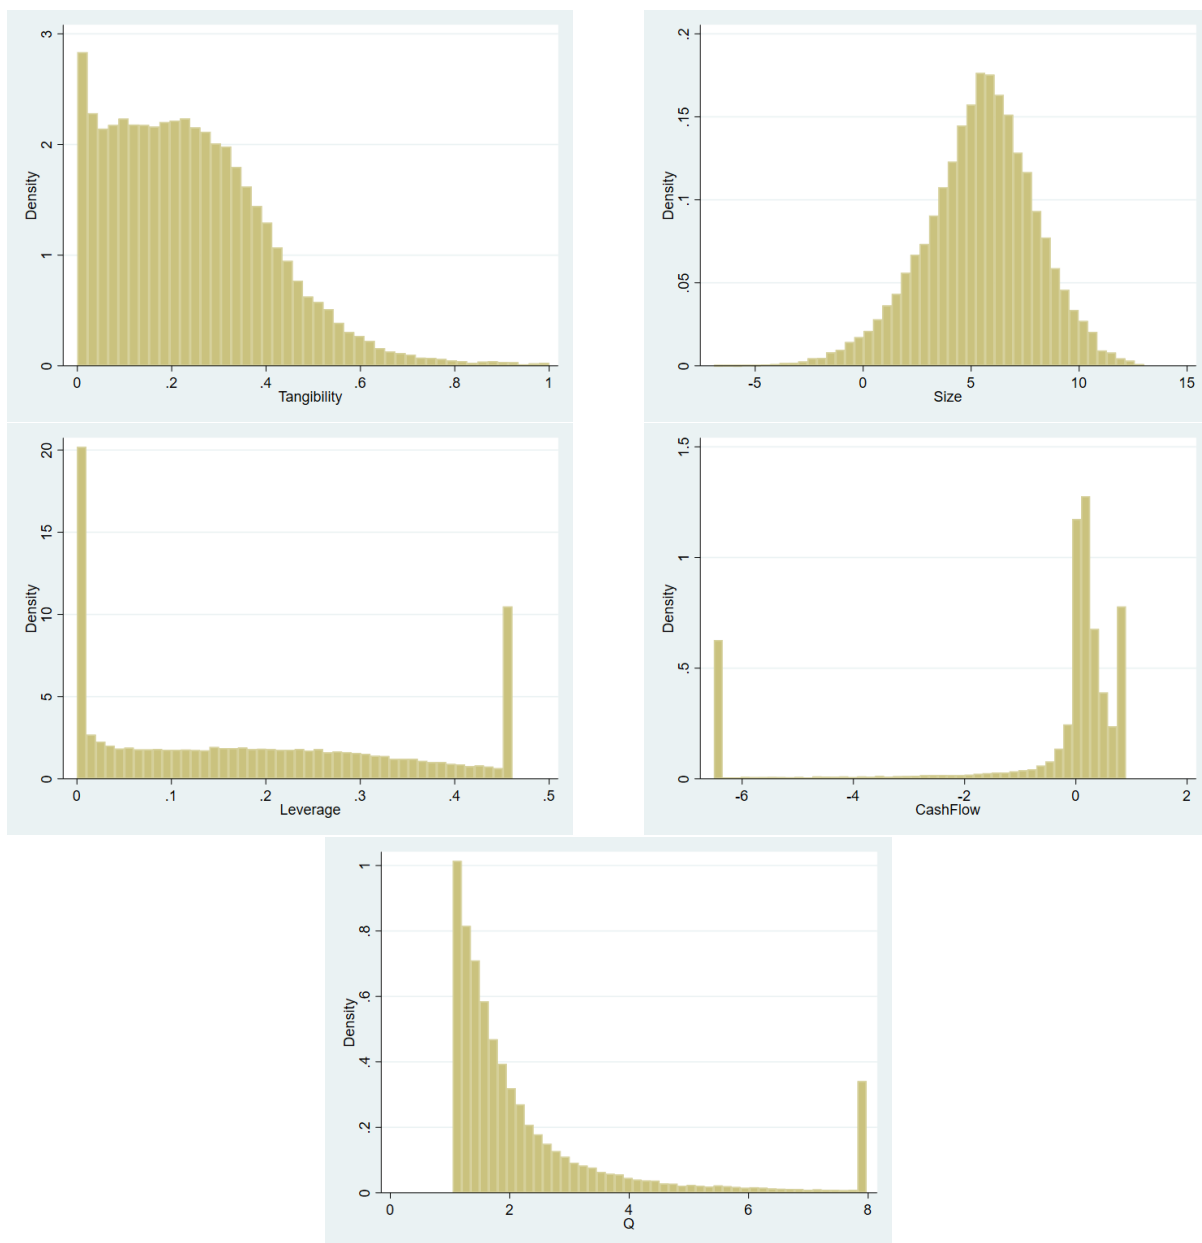 3
2
1
0
Density
0 .2 .4 .6 .8 1
Tangibility
.2
.15
.1
.05
0
Density
-5 0 5 10 15
Size
20
15
10
5
0
Density
0 .1 .2 .3 .4 .5
Leverage
1.5
1
.5
0
Density
-6 -4 -2 0 2
CashFlow
1
.8
.6
.4
.2
0
Density
0 2 4 6 8
Q